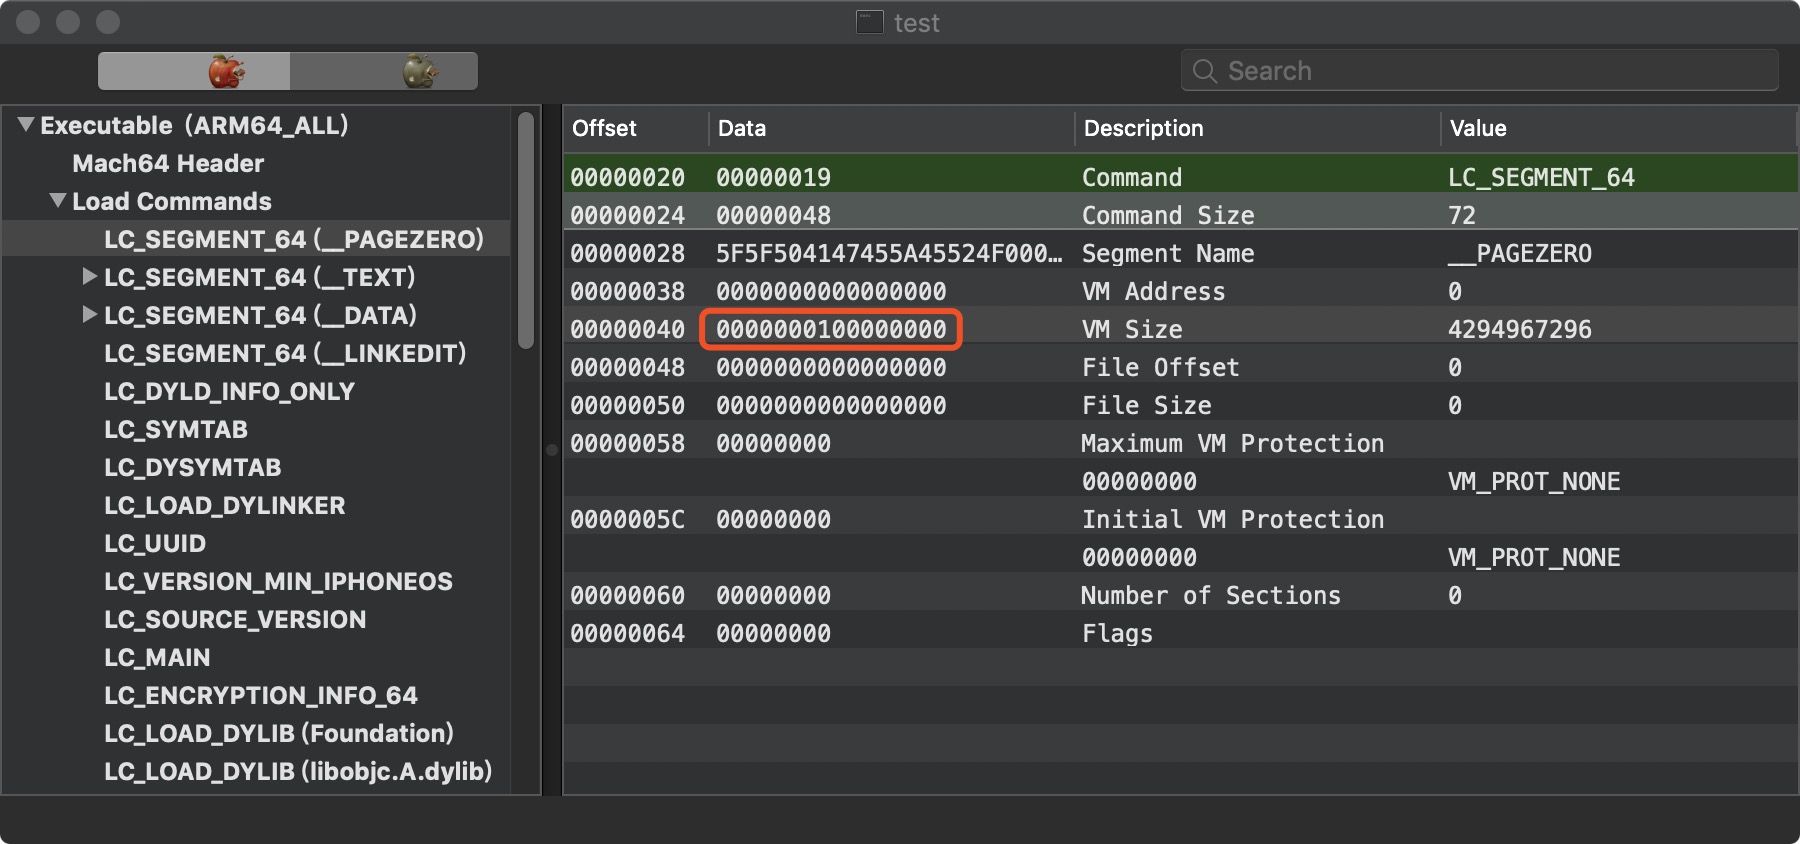 test
Search
Executable (ARM64_ALL)
Mach64 Header
Load Commands
LC_SEGMENT_64 (__PAGEZERO)
LC_SEGMENT_64 (__TEXT)
LC_SEGMENT_64 (__DATA)
LC_SEGMENT_64 (__LINKEDIT)
LC_DYLD_INFO_ONLY
LC_SYMTAB
LC_DYSYMTAB
LC_LOAD_DYLINKER
LC_UUID
LC_VERSION_MIN_IPHONEOS
LC_SOURCE_VERSION
LC_MAIN
LC_ENCRYPTION_INFO_64
LC_LOAD_DYLIB (Foundation)
LC_LOAD_DYLIB (libobjc.A.dylib)
Offset Data Description Value
00000020 00000019 Command LC_SEGMENT_64
00000024 00000048 Command Size 72
00000028 5F5F504147455A45524F000… Segment Name __PAGEZERO
00000038 0000000000000000 VM Address 0
00000040 0000000100000000 VM Size 4294967296
00000048 0000000000000000 File Offset 0
00000050 0000000000000000 File Size 0
00000058 00000000 Maximum VM Protection
00000000 VM_PROT_NONE
0000005C 00000000 Initial VM Protection
00000000 VM_PROT_NONE
00000060 00000000 Number of Sections 0
00000064 00000000 Flags